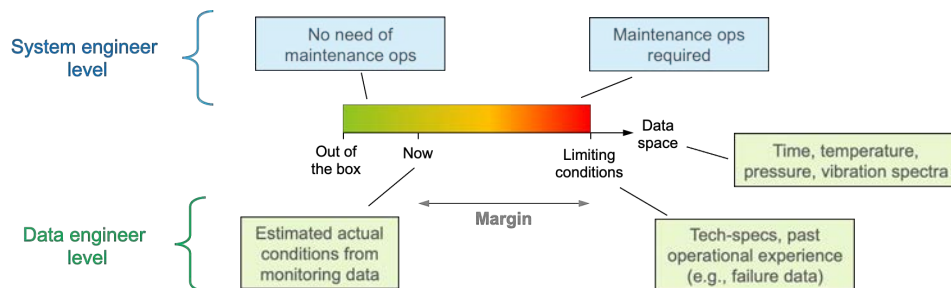 System engineer
level
No need of
maintenance ops
Maintenance ops
required
Out of
the box
Now
Limiting
conditions
Data
space
Time, temperature,
pressure, vibration spectra
Margin
Data engineer
level
Estimated actual
conditions from
monitoring data
Tech-specs, past
operational experience
(e.g., failure data)